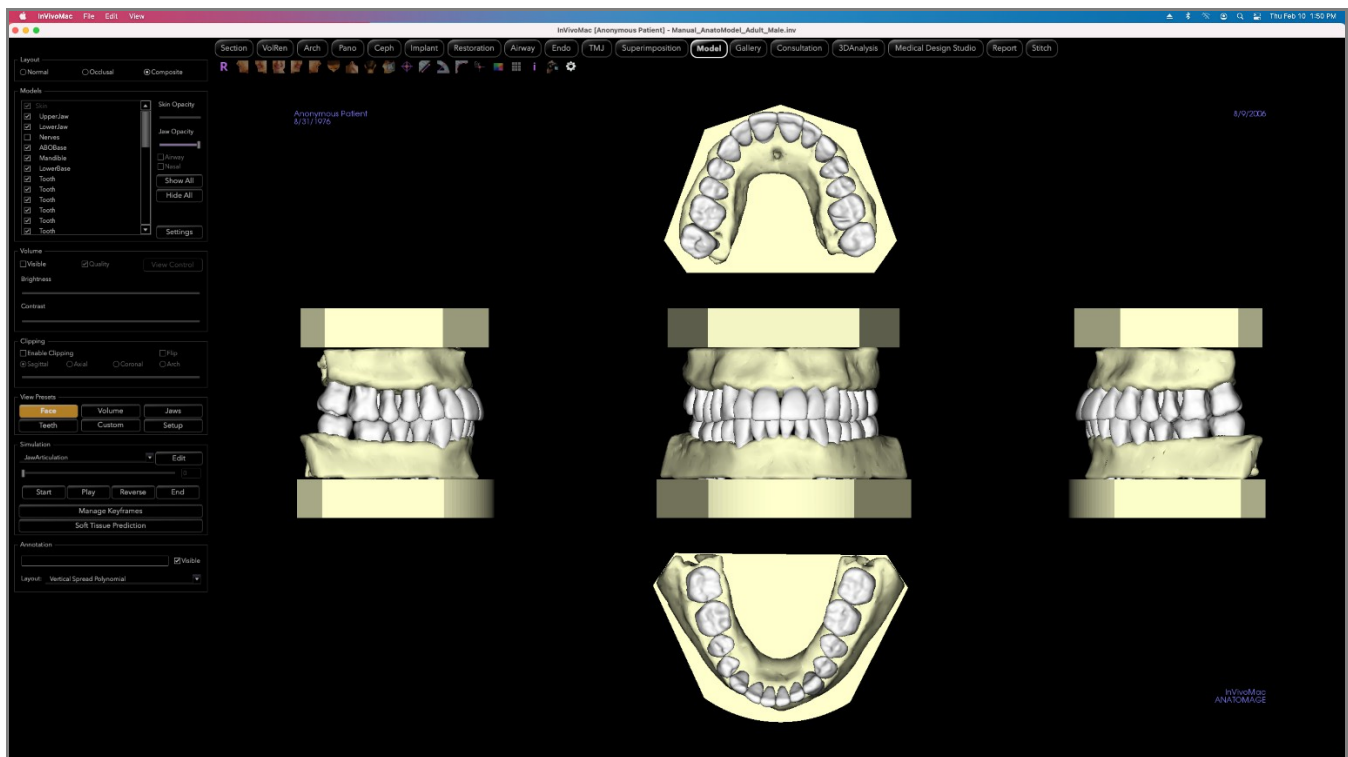 InVivoMac File Edit View
Thu Feb 10 1:50 PM
InVivoMac [Anonymous Patient] - Manual_AnatoModel_Adult_Male.inv
Section VolRen Arch Pano Ceph Implant Restoration Airway Endo TMJ Superimposition Model Gallery Consultation 3DAnalysis Medical Design Studio Report Stitch
R
Layout
Normal Occlusal Composite
Models
Skin
UpperJaw
LowerJaw
Nerves
ABOBase
Mandible
LowerBase
Tooth
Tooth
Tooth
Tooth
Tooth
Tooth
Skin Opacity
Jaw Opacity
Airway
Nasal
Show All
Hide All
Settings
Volume
Visible Quality View Control
Brightness
Contrast
Clipping
Enable Clipping Flip
Sagittal Axial Coronal Arch
View Presets
Face Volume Jaws
Teeth Custom Setup
Simulation
JawArticulation Edit
0
Start Play Reverse End
Manage Keyframes
Soft Tissue Prediction
Annotation
Visible
Layout: Vertical Spread Polynomial
Anonymous Patient
8/31/1976
8/9/2006
InVivoMac
ANATOMAGE